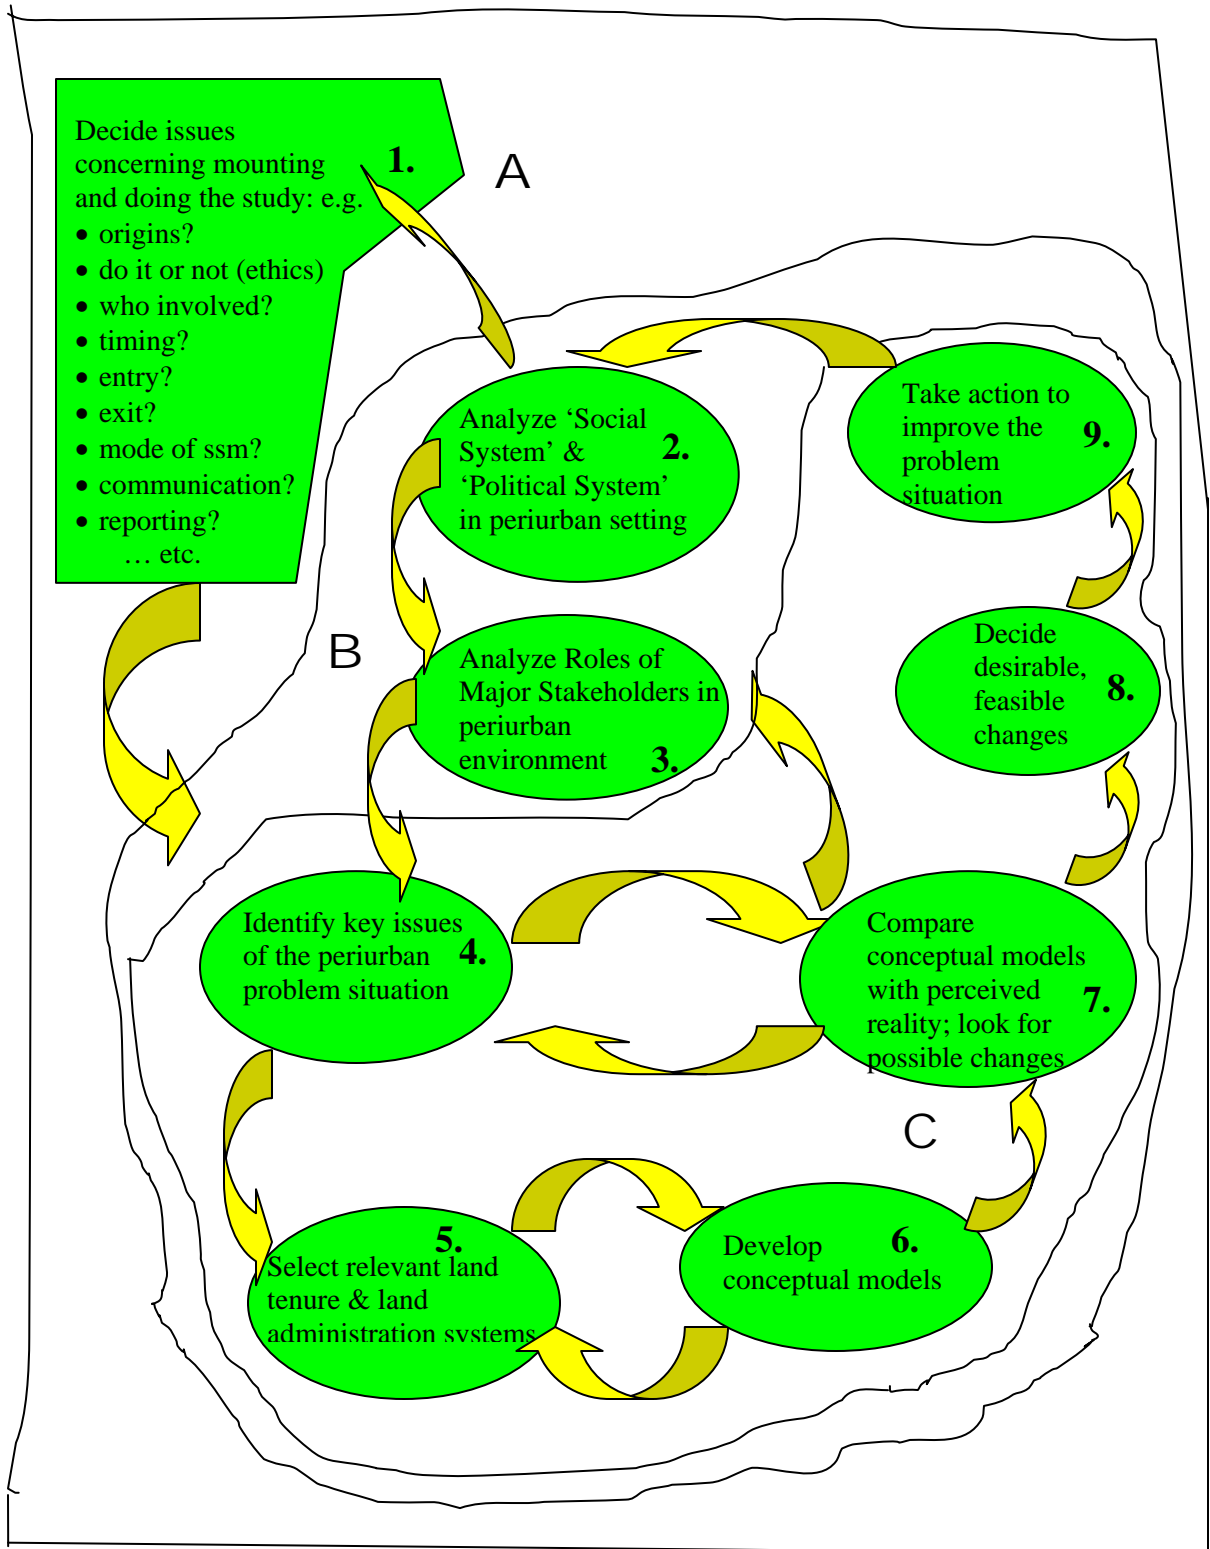 Decide issues
concerning mounting
and doing the study: e.g.
• origins?
• do it or not (ethics)
• who involved?
• timing?
• entry?
• exit?
• mode of ssm?
• communication?
• reporting?
… etc.
1.
A
Analyze ‘Social
System’ &
‘Political System’
in periurban setting
2.
Take action to
improve the
problem
situation
9.
B
Analyze Roles of
Major Stakeholders in
periurban
environment
3.
Decide
desirable,
feasible
changes
8.
Identify key issues
of the periurban
problem situation
4.
Compare
conceptual models
with perceived
reality; look for
possible changes
7.
C
5.
Select relevant land
tenure & land
administration systems
Develop
conceptual models
6.